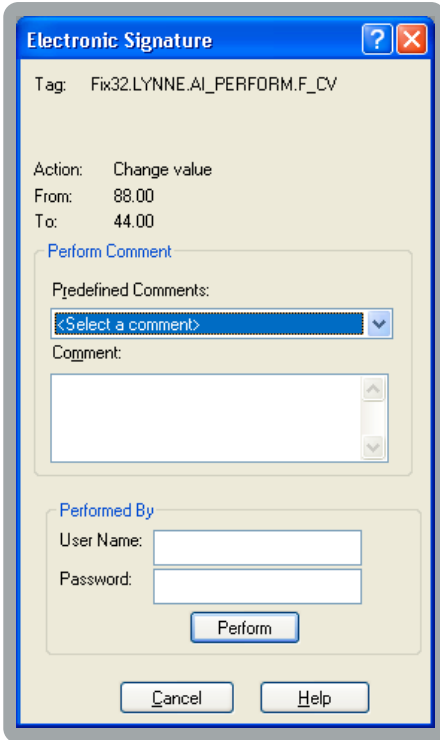 Electronic Signature
Tag: Fix32.LYNNE.AI_PERFORM.F_CV
Action: Change value
From: 88.00
To: 44.00
Perform Comment
Predefined Comments:
<Select a comment>
Comment:
Performed By
User Name:
Password:
Perform
Cancel Help